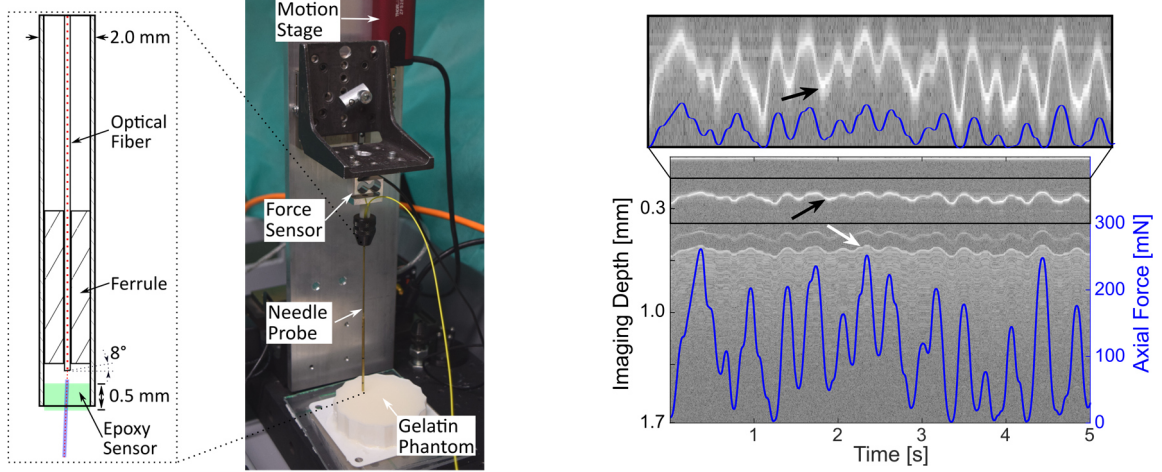 2.0 mm
Optical
Fiber
Ferrule
8°
0.5 mm
Epoxy
Sensor
Motion
Stage
Force
Sensor
Needle
Probe
Gelatin
Phantom
Imaging Depth [mm]
0.3
1.0
1.7
300
200
100
0
Axial Force [mN]
1
2
3
4
5
Time [s]